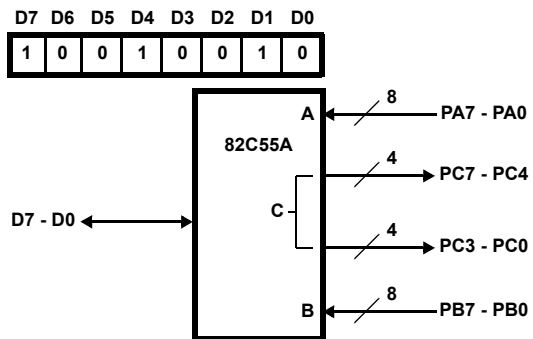 D7 D6 D5 D4 D3 D2 D1 D0
1 0 0 1 0 0 1 0
82C55A
A
8
PA7 - PA0
4
PC7 - PC4
C
D7 - D0
4
PC3 - PC0
B
8
PB7 - PB0